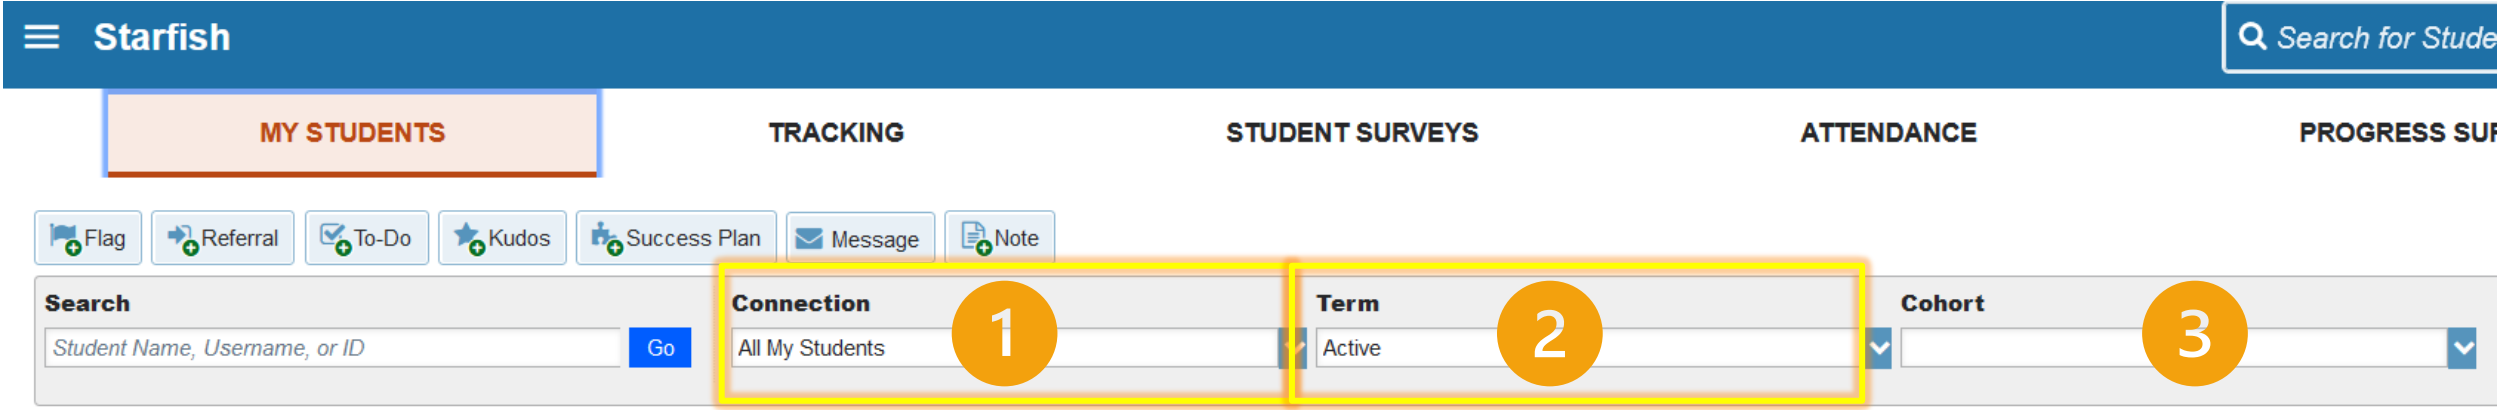 Starfish
Search for Stude
MY STUDENTS TRACKING STUDENT SURVEYS ATTENDANCE PROGRESS SUR
Flag Referral To-Do Kudos Success Plan Message Note
Search Connection Term Cohort
Student Name, Username, or ID Go All My Students Active
1 2 3